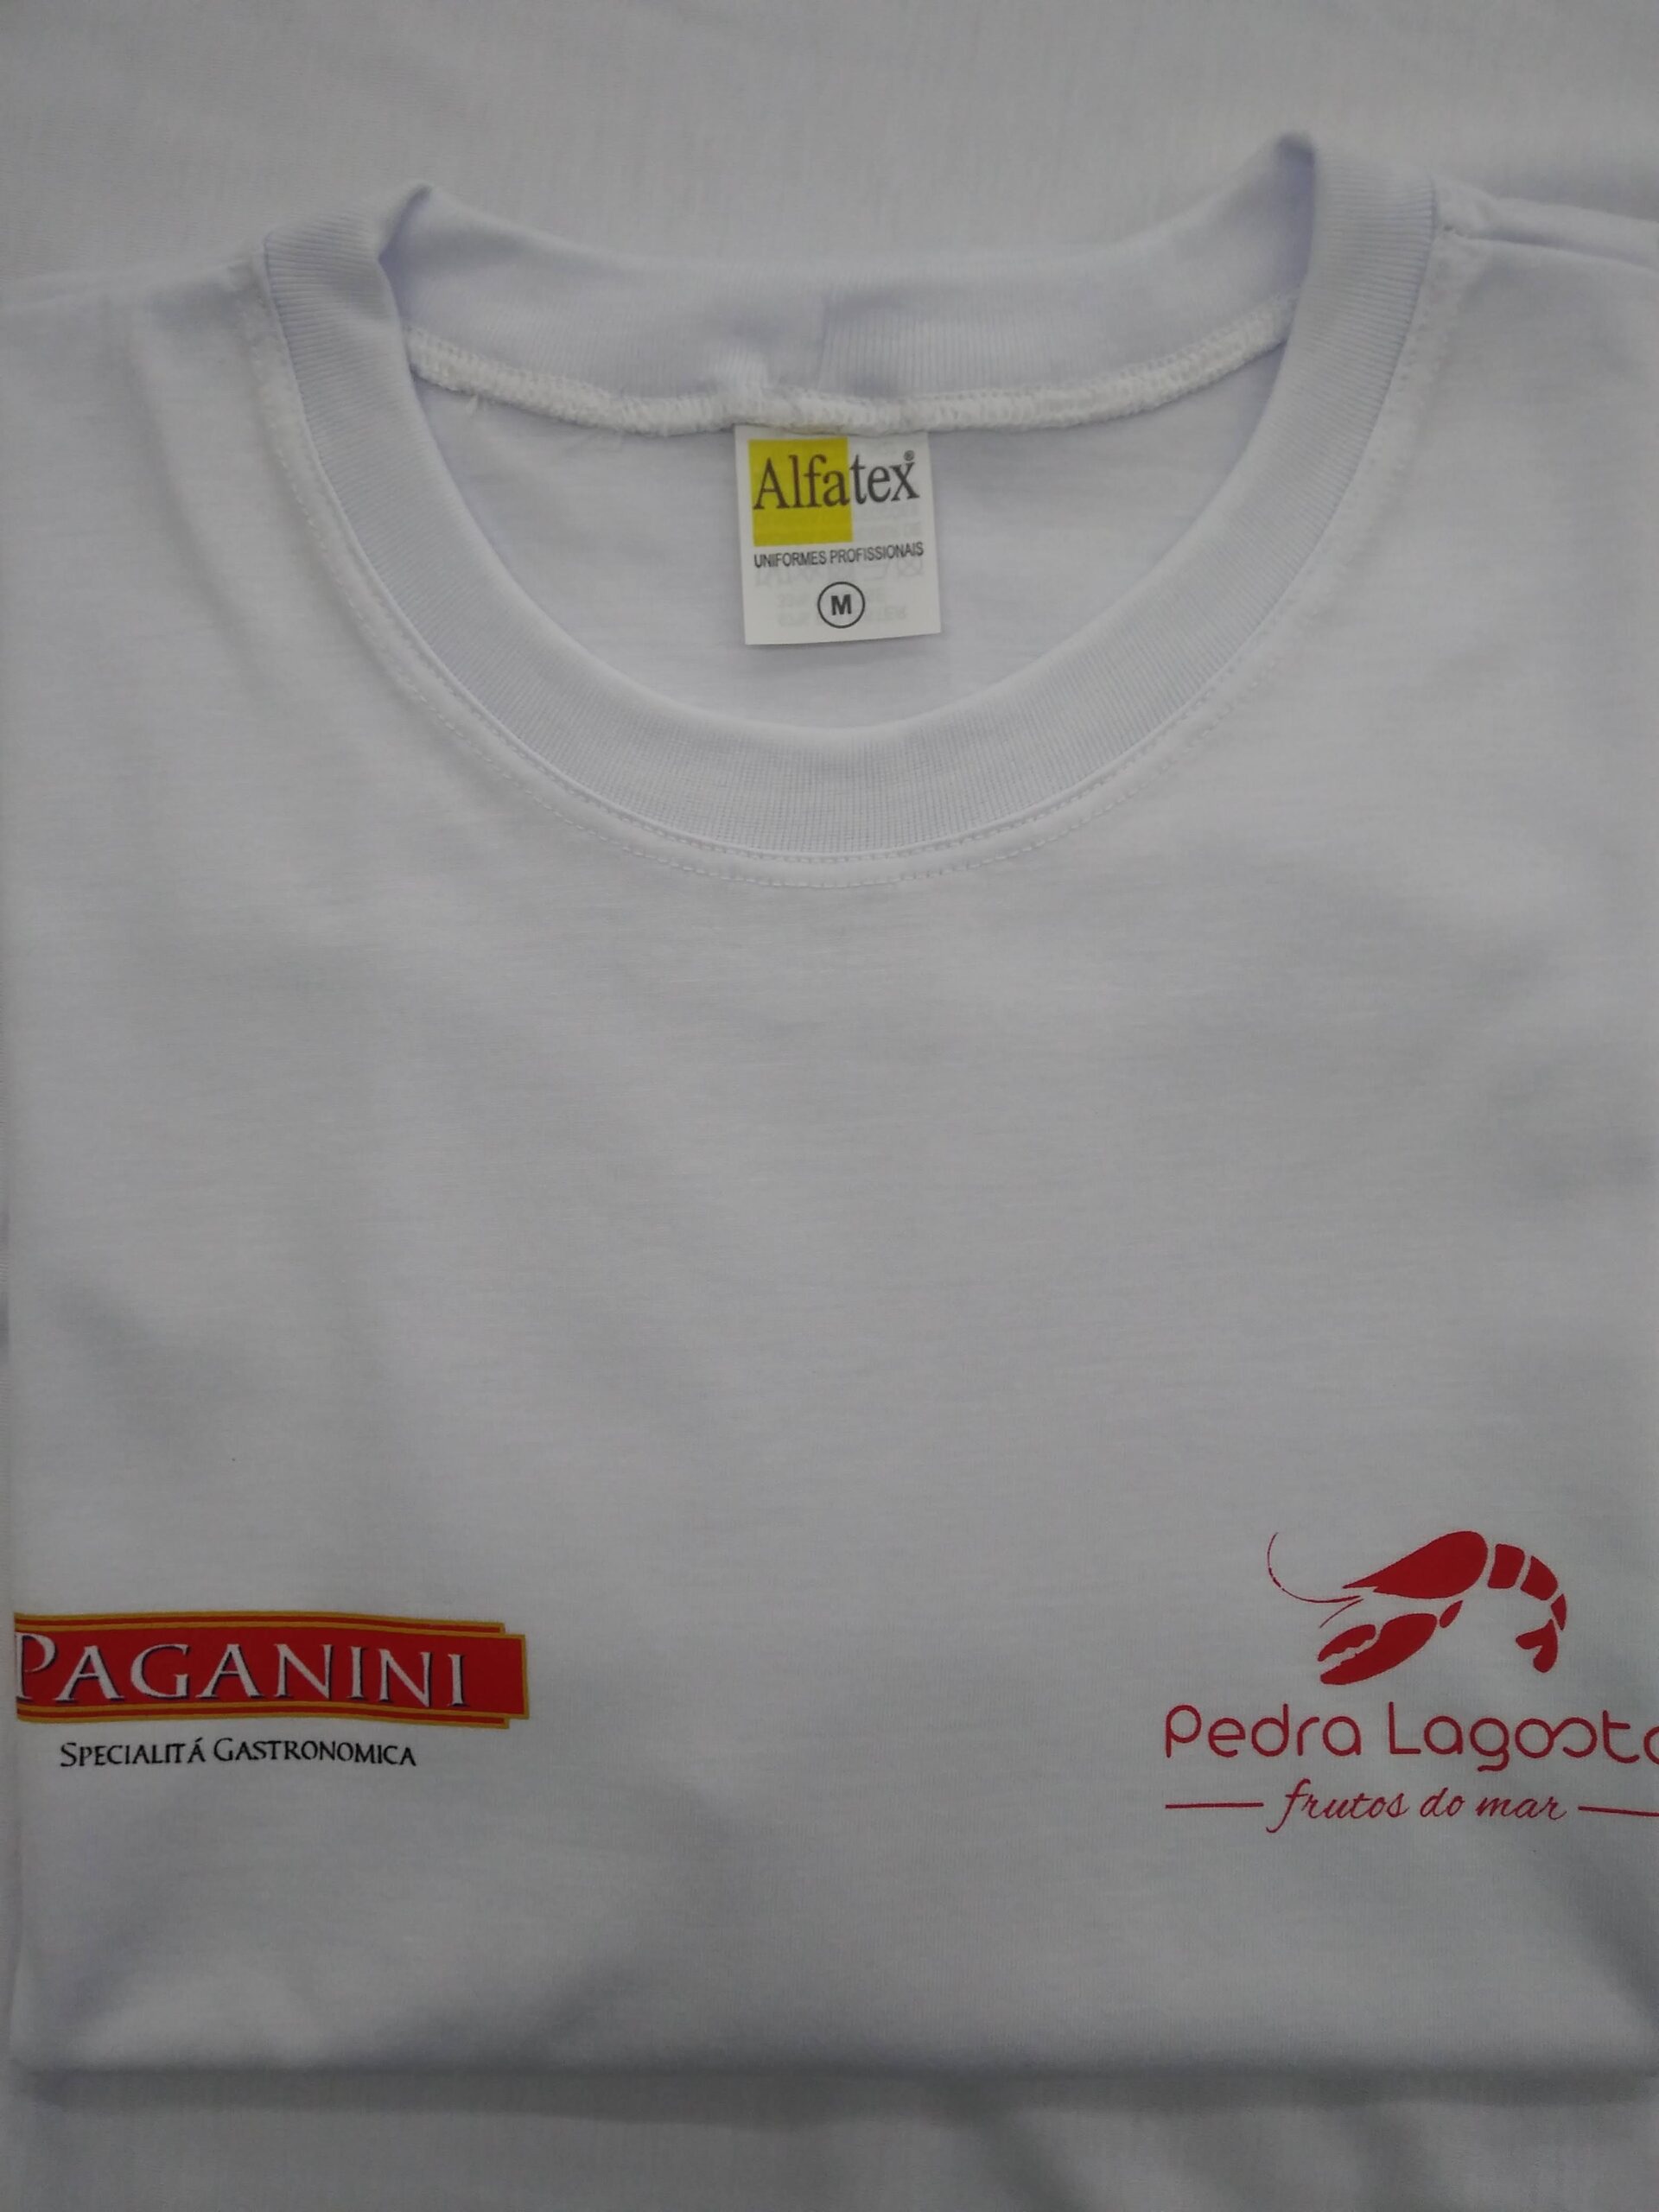 Alfatex®
UNIFORMES PROFISSIONAIS
M
PAGANINI
SPECIALITÁ GASTRONOMICA
Pedra Lagosta
frutos do mar